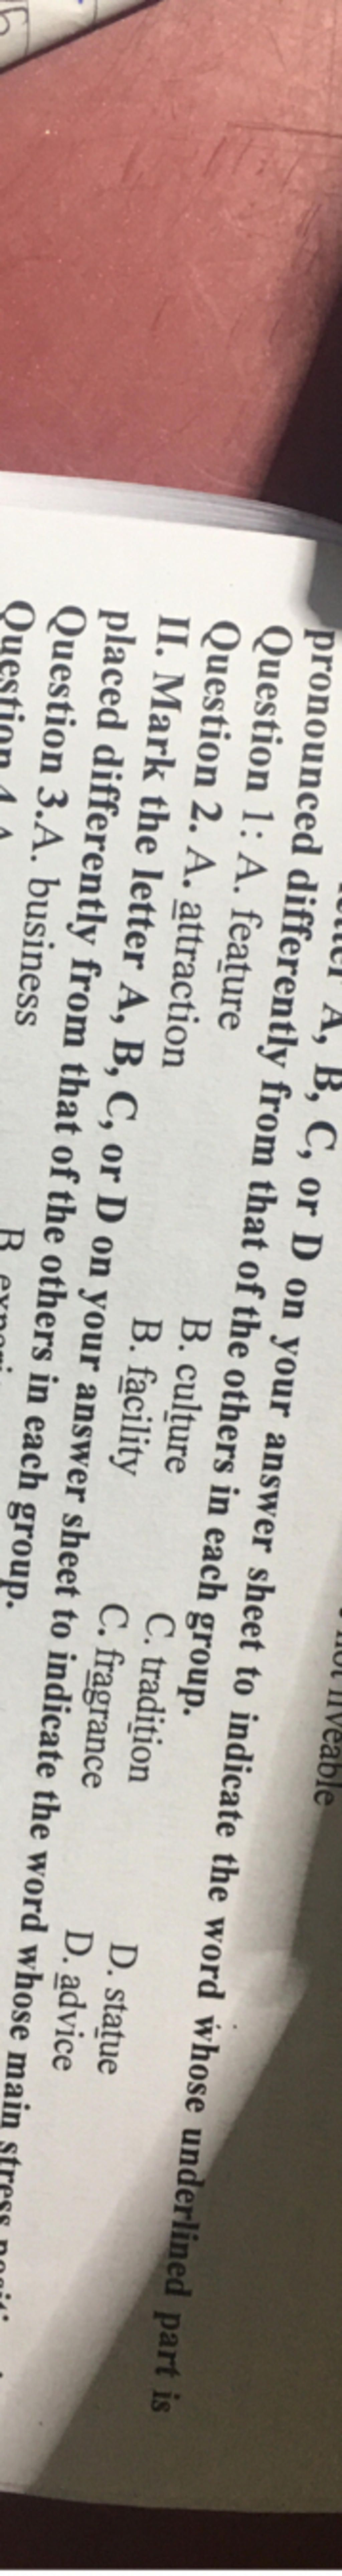 A, B, C, or D on your answer sheet to indicate the word whose underlined part is
pronounced differently from that of the others in each group.
Question 1: A. feature B. culture C. tradition D. statue
Question 2. A. attraction B. facility C. fragrance D. advice
II. Mark the letter A, B, C, or D on your answer sheet to indicate the word whose main stress
placed differently from that of the others in each group.
Question 3.A. business